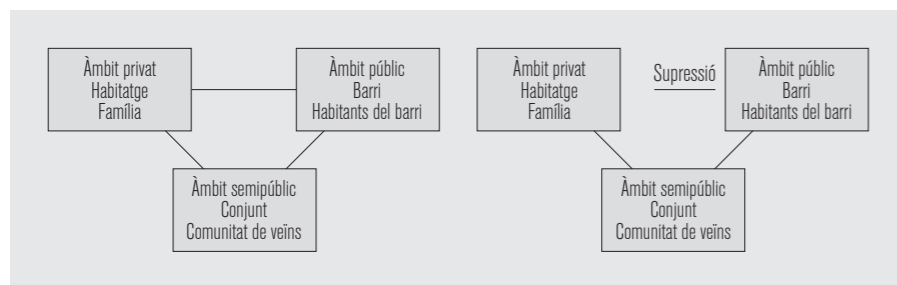 Àmbit privat
Habitatge
Família
Àmbit públic
Barri
Habitants del barri
Àmbit semipúblic
Conjunt
Comunitat de veïns
Àmbit privat
Habitatge
Família
Supressió
Àmbit públic
Barri
Habitants del barri
Àmbit semipúblic
Conjunt
Comunitat de veïns